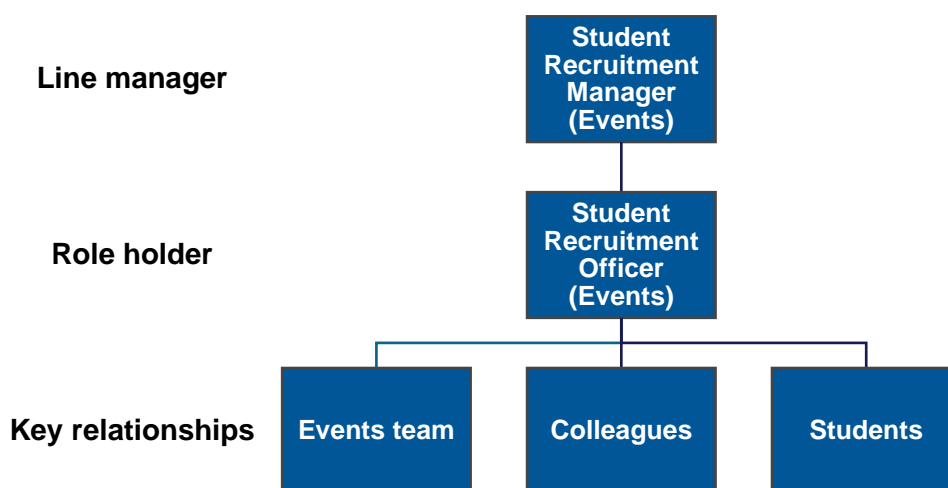 Line manager
Student
Recruitment
Manager
(Events)
Role holder
Student
Recruitment
Officer
(Events)
Key relationships
Events team
Colleagues
Students